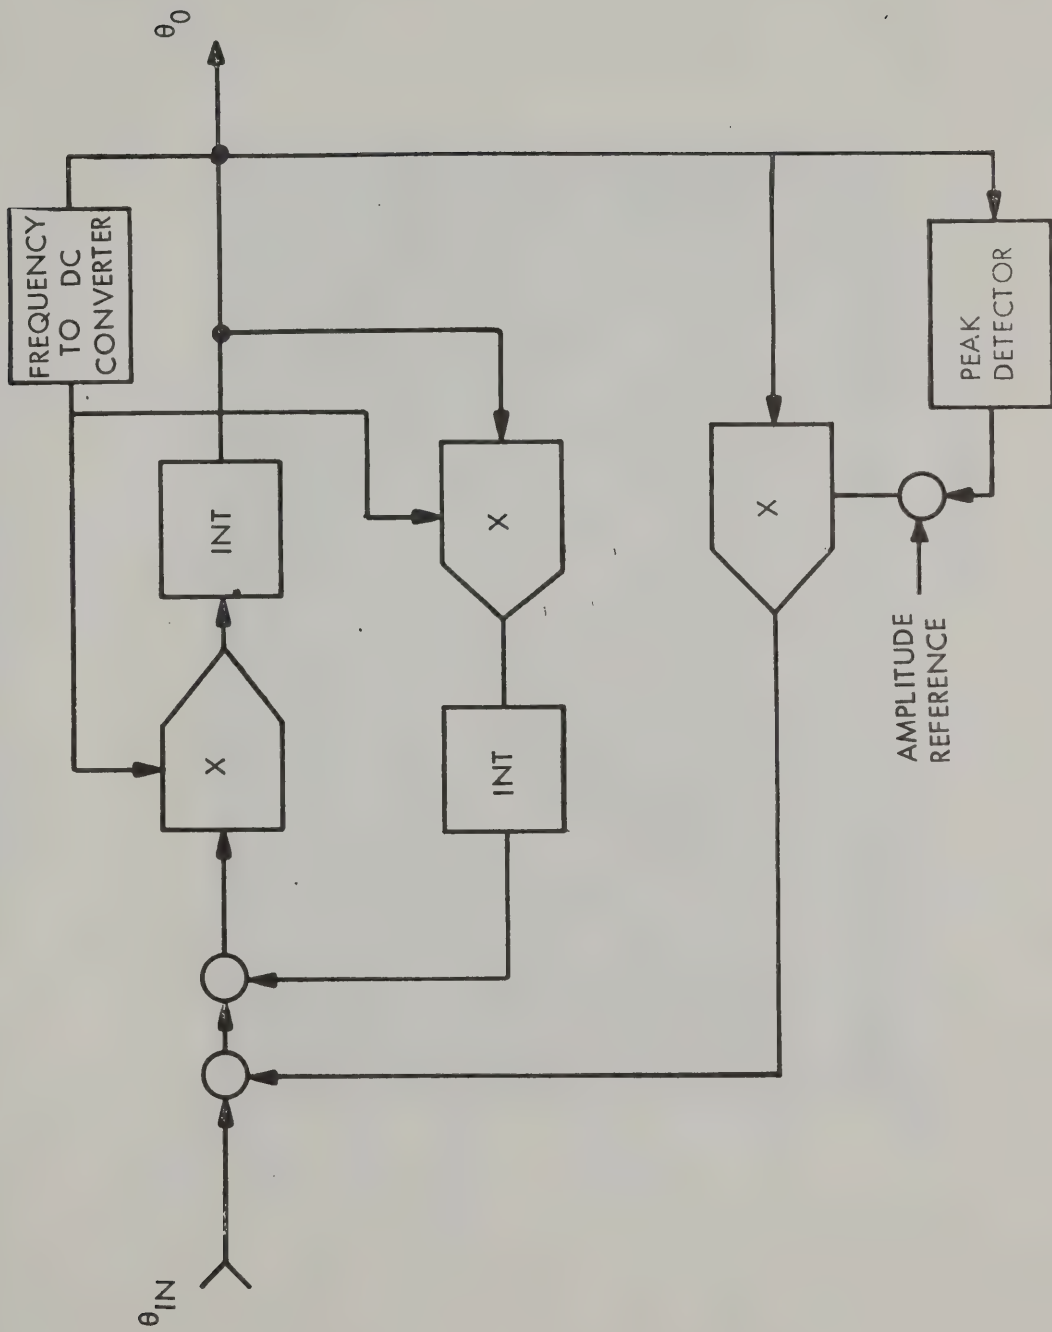 θ0
FREQUENCY
TO DC
CONVERTER
INT
X
θIN
X
INT
X
PEAK
DETECTOR
AMPLITUDE
REFERENCE